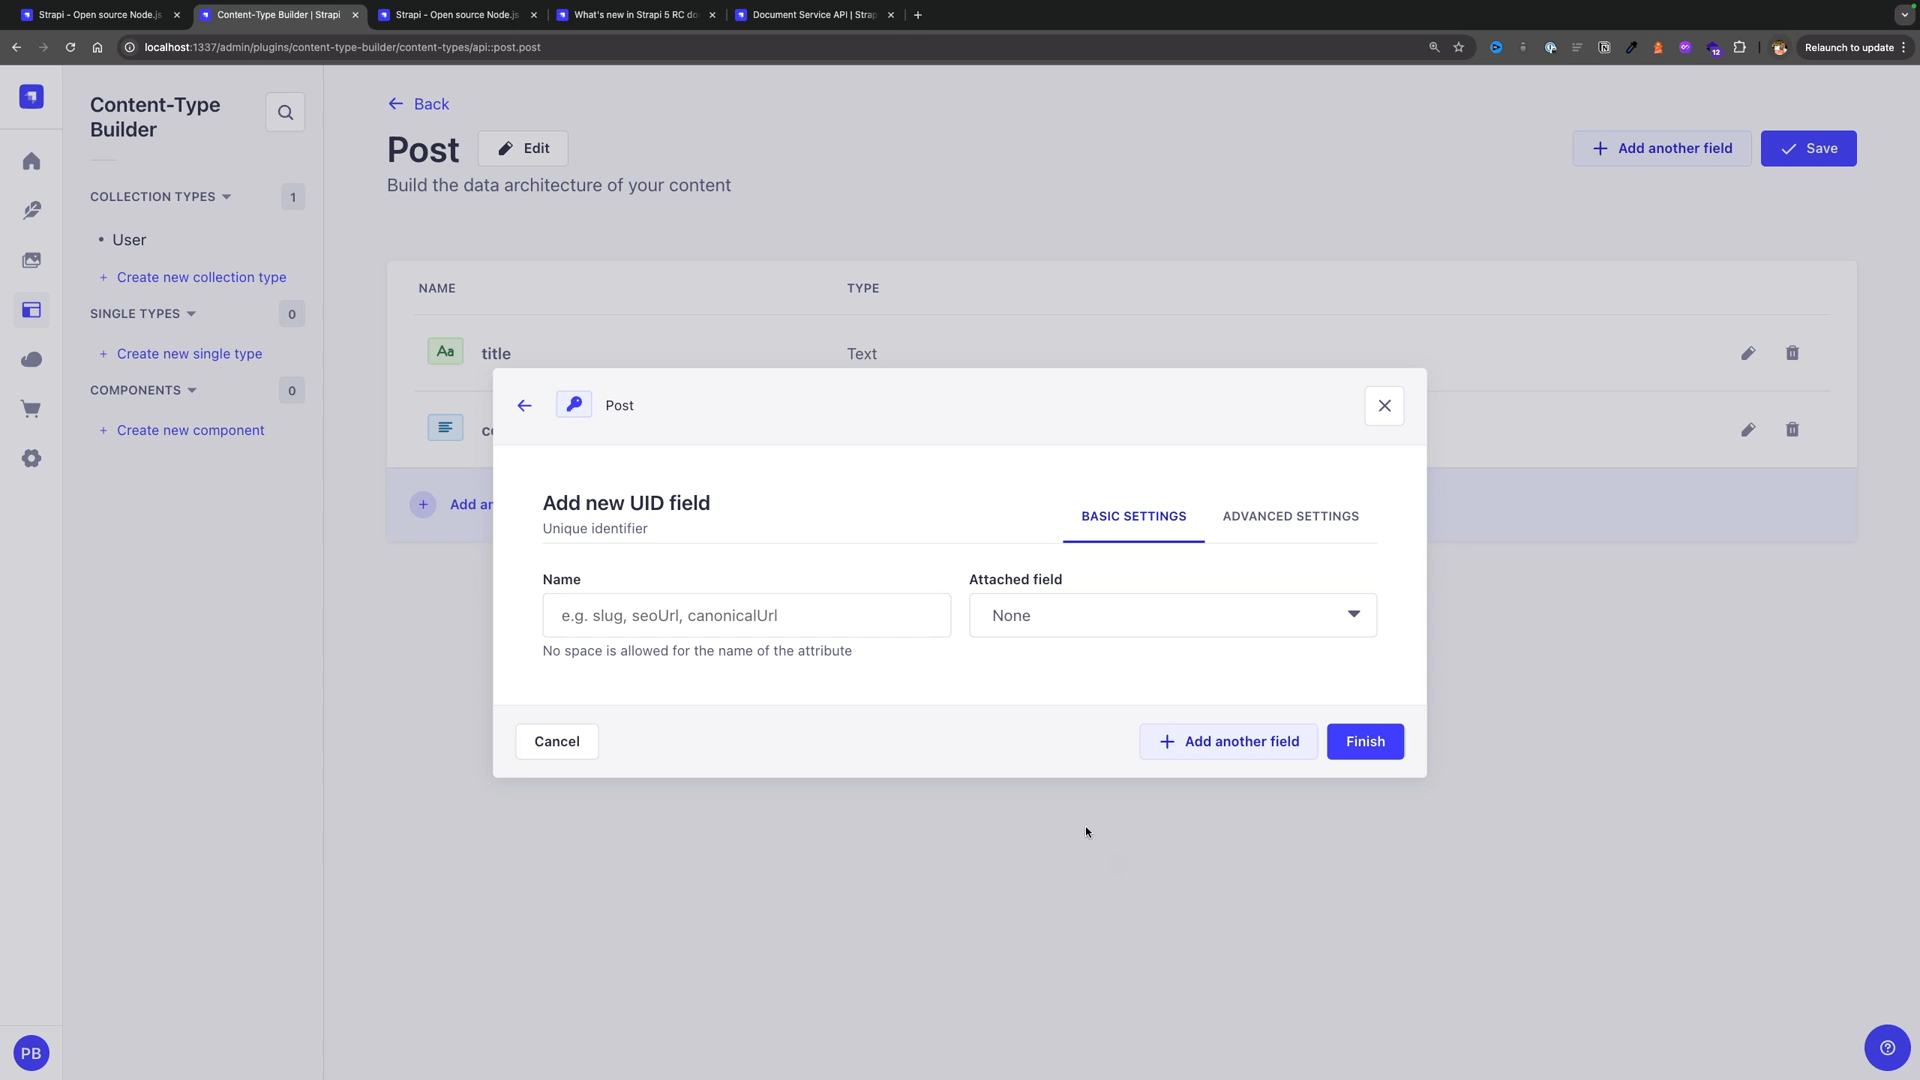 Strapi - Open source Node.js
Content-Type Builder | Strapi
Strapi - Open source Node.js
What's new in Strapi 5 RC do
Document Service API | Strap
localhost:1337/admin/plugins/content-type-builder/content-types/api::post.post
12
Relaunch to update
Content-Type
Builder
COLLECTION TYPES
1
User
+ Create new collection type
SINGLE TYPES
0
+ Create new single type
COMPONENTS
0
+ Create new component
PB
Back
Post
Edit
Add another field
Save
Build the data architecture of your content
NAME
TYPE
Aa
title
Text
Post
Add new UID field
Unique identifier
BASIC SETTINGS
ADVANCED SETTINGS
Name
Attached field
e.g. slug, seoUrl, canonicalUrl
None
No space is allowed for the name of the attribute
Cancel
Add another field
Finish